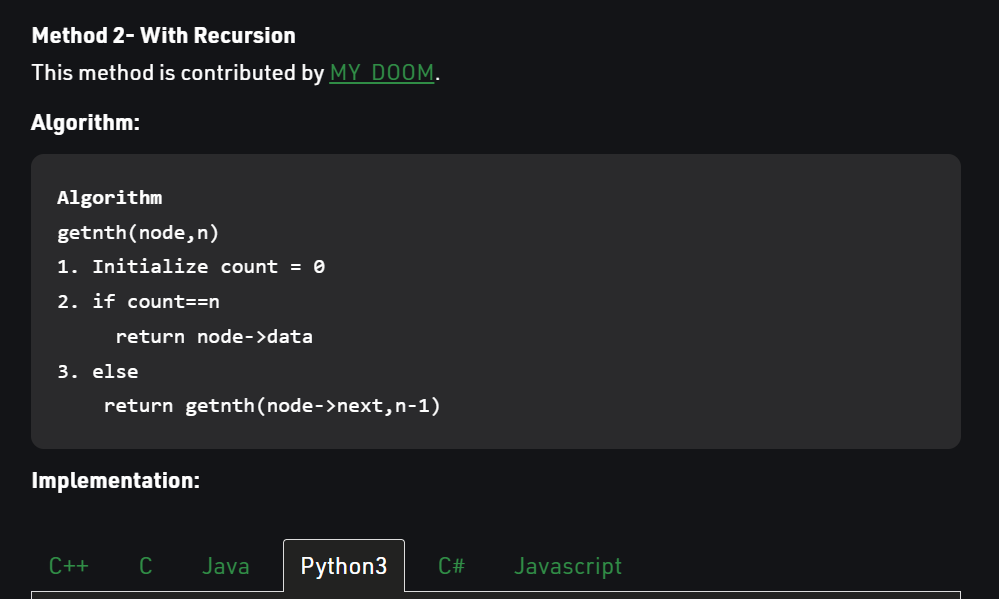 Method 2- With Recursion
This method is contributed by MY_DOOM.
Algorithm:
Algorithm
getnth(node,n)
1. Initialize count = 0
2. if count==n
     return node->data
3. else
    return getnth(node->next,n-1)
Implementation:
C++ C Java Python3 C# Javascript